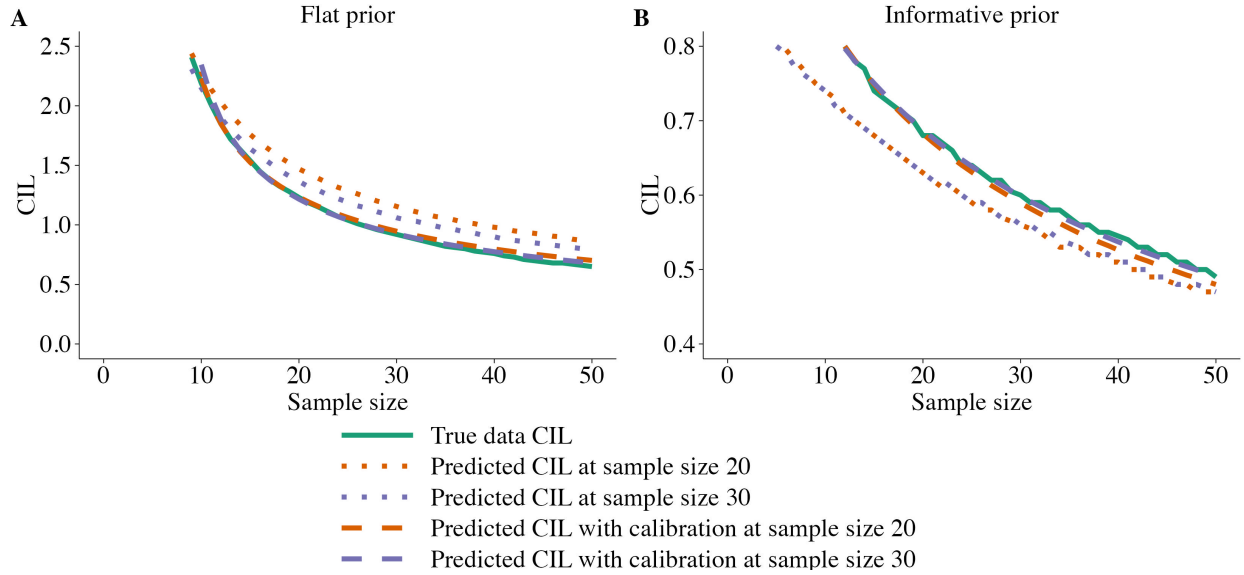 A
Flat prior
CIL
2.5
2.0
1.5
1.0
0.5
0.0
0 10 20 30 40 50
Sample size
B
Informative prior
CIL
0.8
0.7
0.6
0.5
0.4
0 10 20 30 40 50
Sample size
True data CIL
Predicted CIL at sample size 20
Predicted CIL at sample size 30
Predicted CIL with calibration at sample size 20
Predicted CIL with calibration at sample size 30